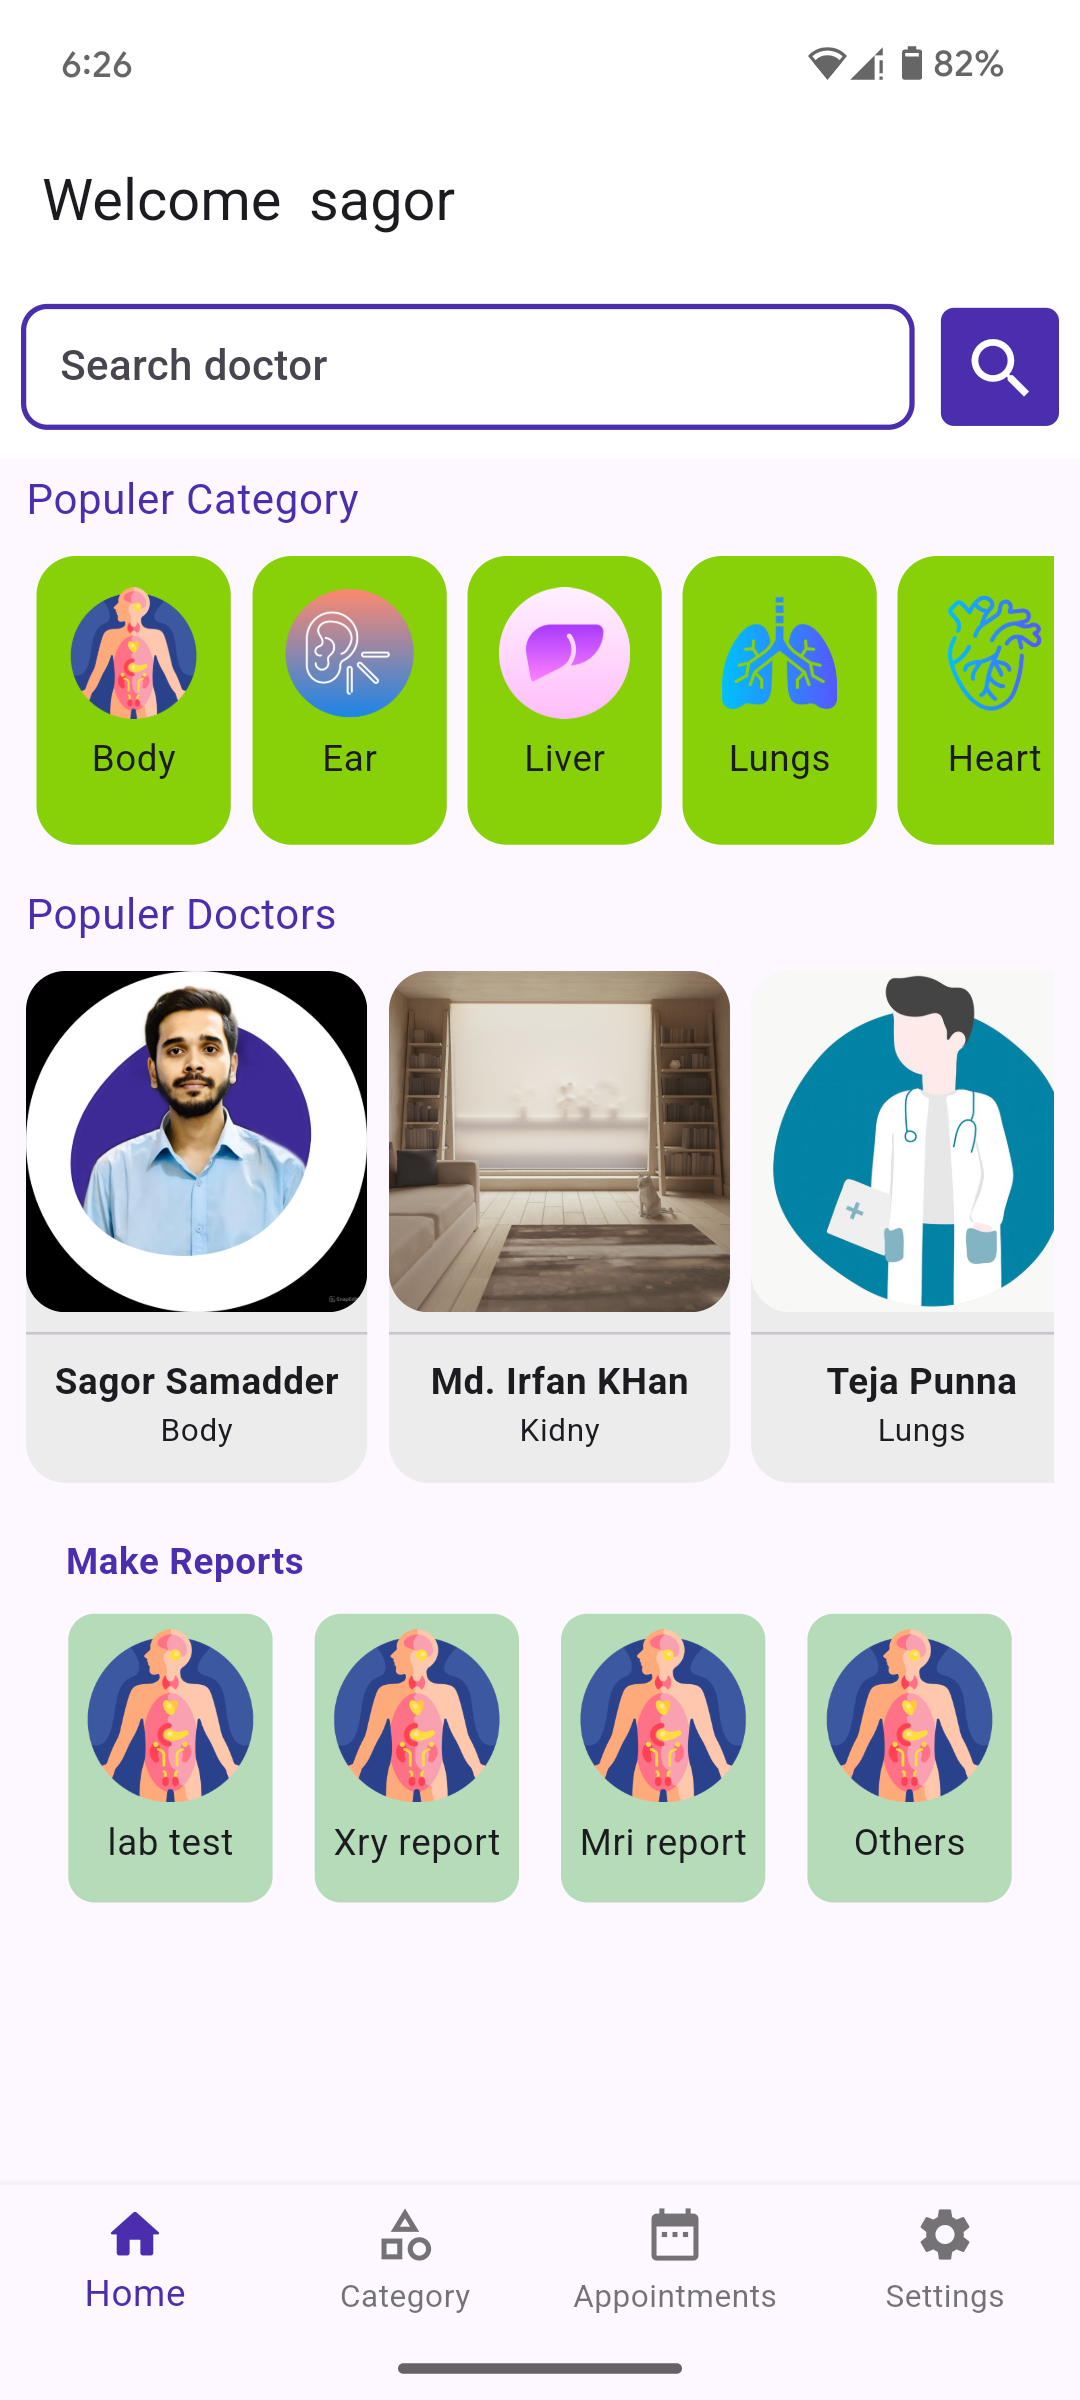 6:26
82%
Welcome sagor
Search doctor
Populer Category
Body
Ear
Liver
Lungs
Heart
Populer Doctors
Sagor Samadder
Body
Md. Irfan KHan
Kidny
Teja Punna
Lungs
Make Reports
lab test
Xry report
Mri report
Others
Home
Category
Appointments
Settings